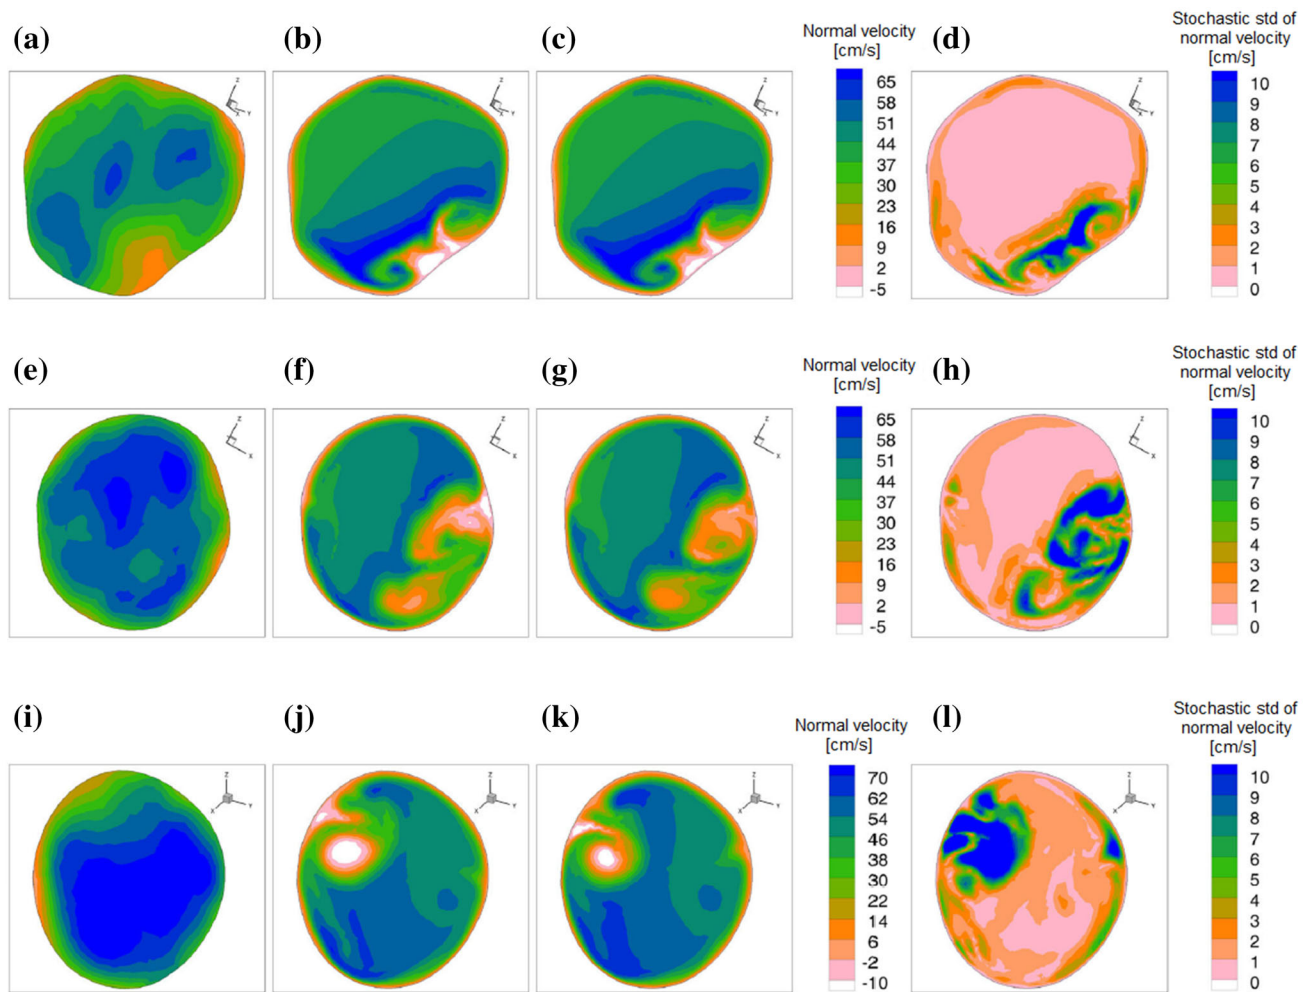 (a)
(b)
(c)
Normal velocity
[cm/s]
65
58
51
44
37
30
23
16
9
2
-5
(d)
Stochastic std of
normal velocity
[cm/s]
10
9
8
7
6
5
4
3
2
1
0
Z
Y
X
Z
Y
X
Z
Y
X
Z
Y
X
(e)
(f)
(g)
Normal velocity
[cm/s]
65
58
51
44
37
30
23
16
9
2
-5
(h)
Stochastic std of
normal velocity
[cm/s]
10
9
8
7
6
5
4
3
2
1
0
Z
X
Z
X
Z
X
Z
X
(i)
(j)
(k)
Normal velocity
[cm/s]
70
62
54
46
38
30
22
14
6
-2
-10
(l)
Stochastic std of
normal velocity
[cm/s]
10
9
8
7
6
5
4
3
2
1
0
Z
X
Y
Z
X
Y
Z
X
Y
Z
X
Y